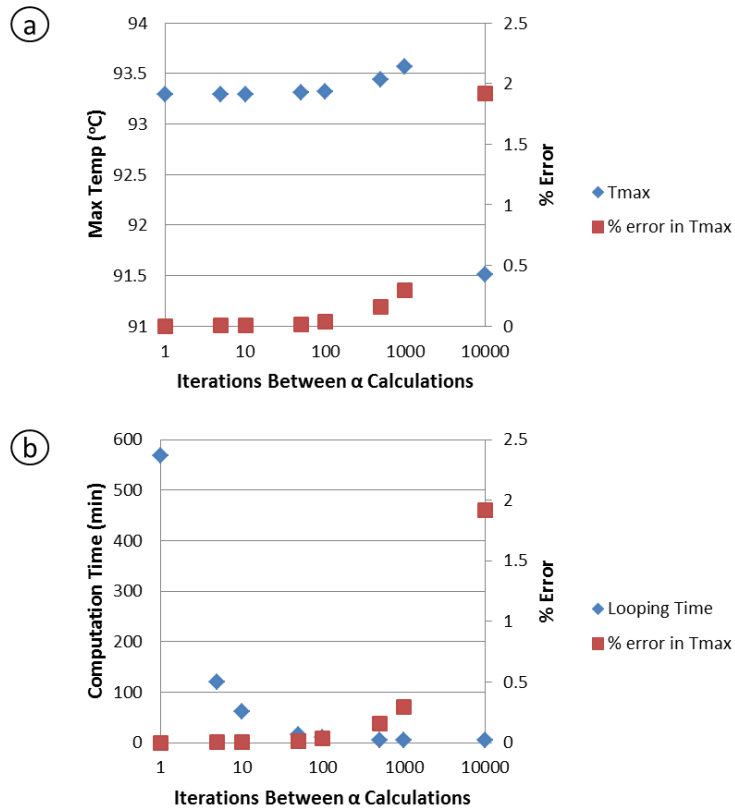 a
94
93.5
93
92.5
92
91.5
91
Max Temp (°C)
2.5
2
1.5
1
0.5
0
% Error
1 10 100 1000 10000
Iterions Between α Calculations
Tmax
% error in Tmax
b
600
500
400
300
200
100
0
Computation Time (min)
2.5
2
1.5
1
0.5
0
% Error
1 10 100 1000 10000
Iterions Between α Calculations
Looping Time
% error in Tmax